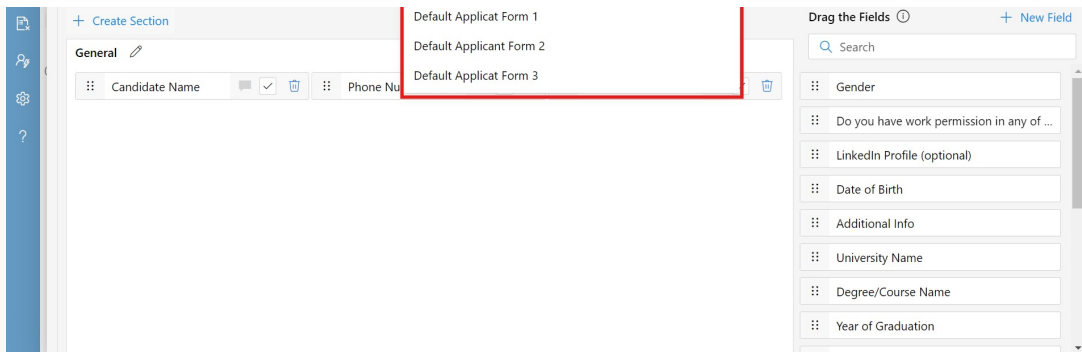 + Create Section
Default Applicat Form 1
Default Applicant Form 2
Default Applicat Form 3
General
Candidate Name
Phone Nu
Drag the Fields
+ New Field
Search
Gender
Do you have work permission in any of ...
LinkedIn Profile (optional)
Date of Birth
Additional Info
University Name
Degree/Course Name
Year of Graduation